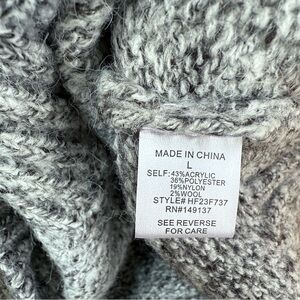 MADE IN CHINA
L
SELF:43%ACRYLIC
36%POLYESTER
19%NYLON
2%WOOL
STYLE# HF23F737
RN#149137
SEE REVERSE
FOR CARE